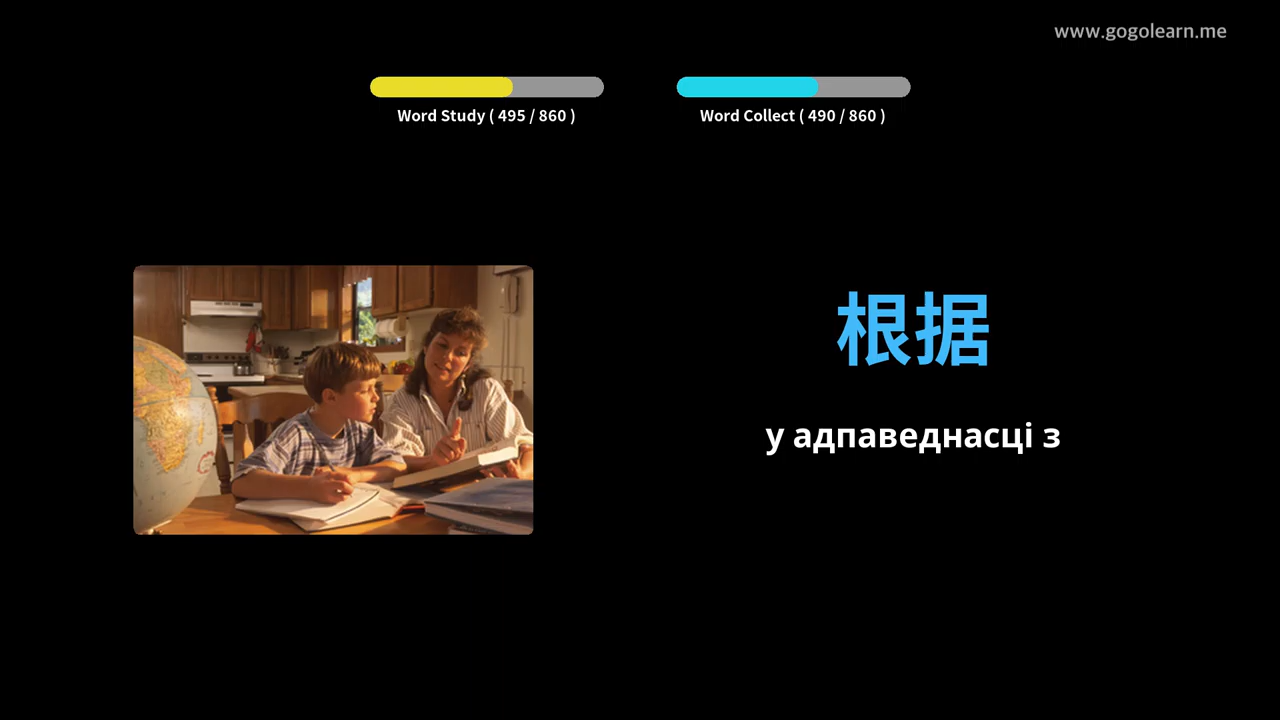 www.gogolearn.me
Word Study ( 495 / 860 )
Word Collect ( 490 / 860 )
根据
у адпаведнасці з